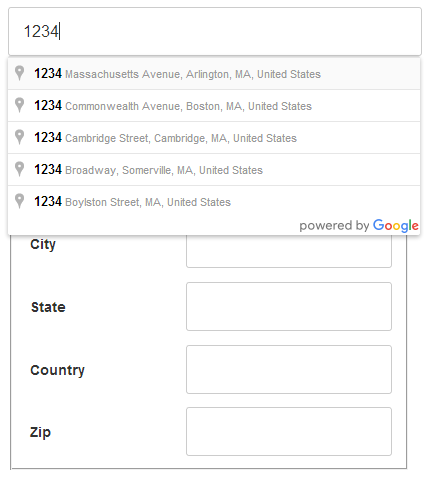 1234
1234 Massachusetts Avenue, Arlington, MA, United States
1234 Commonwealth Avenue, Boston, MA, United States
1234 Cambridge Street, Cambridge, MA, United States
1234 Broadway, Somerville, MA, United States
1234 Boylston Street, MA, United States
powered by Google
City
State
Country
Zip